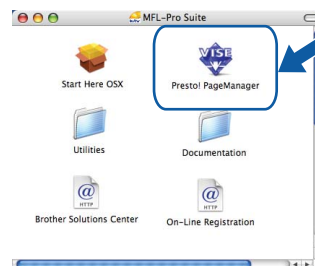 MFL-Pro Suite
VISE
Start Here OSX
Presto! PageManager
Utilities
Documentation
HTTP
HTTP
Brother Solutions Center
On-Line Registration